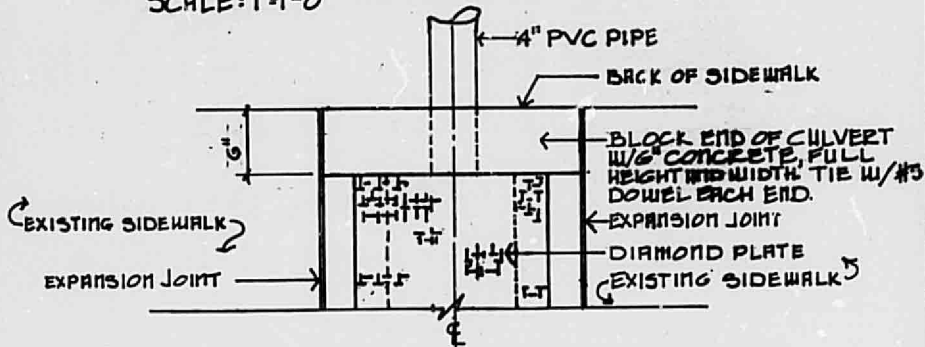 SCALE: 1"=1'-0"
4" PVC PIPE
BACK OF SIDEWALK
6"
BLOCK END OF CULVERT
W/6" CONCRETE, FULL
HEIGHT AND WIDTH. TIE W/#3
DOWEL EACH END.
EXISTING SIDEWALK
EXPANSION JOINT
DIAMOND PLATE
EXPANSION JOINT
EXISTING SIDEWALK
℄